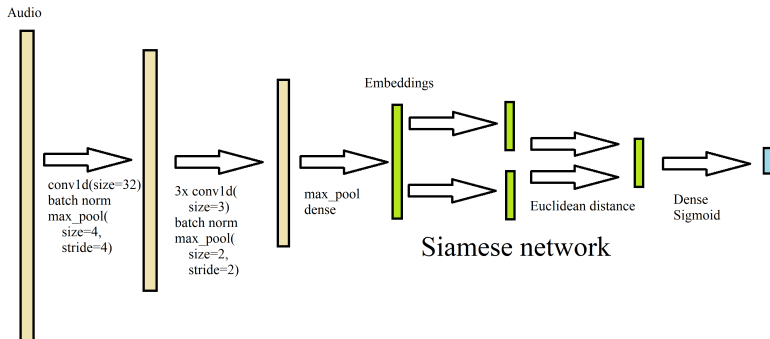 Audio
conv1d(size=32)
batch norm
max_pool(
size=4,
stride=4)
3x conv1d(
size=3)
batch norm
max_pool(
size=2,
stride=2)
max_pool
dense
Embeddings
Euclidean distance
Dense
Sigmoid
Siamese network